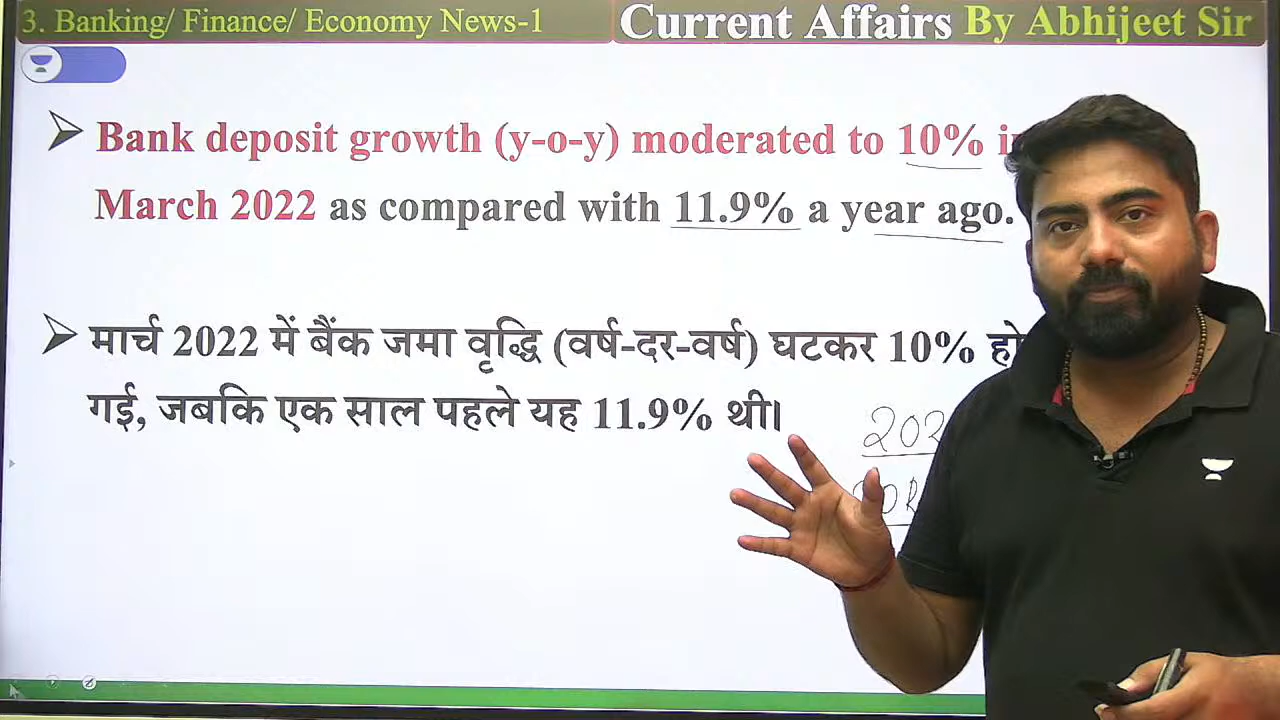 3. Banking/ Finance/ Economy News-1
Current Affairs By Abhijeet Sir
Bank deposit growth (y-o-y) moderated to 10%
March 2022 as compared with 11.9% a year ago.
मार्च 2022 में बैंक जमा वृद्धि (वर्ष-दर-वर्ष) घटकर 10% हो
गई, जबकि एक साल पहले यह 11.9% थी।